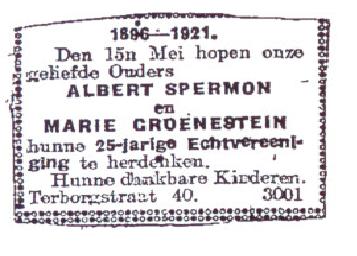 1896—1921.
Den 15n Mei hopen onze
geliefde Ouders
ALBERT SPERMON
en
MARIE GROENESTEIN
hunne 25-jarige Echtvereeni-
ging te herdenken.
Hunne dankbare Kinderen.
Terborgstraat 40. 3001